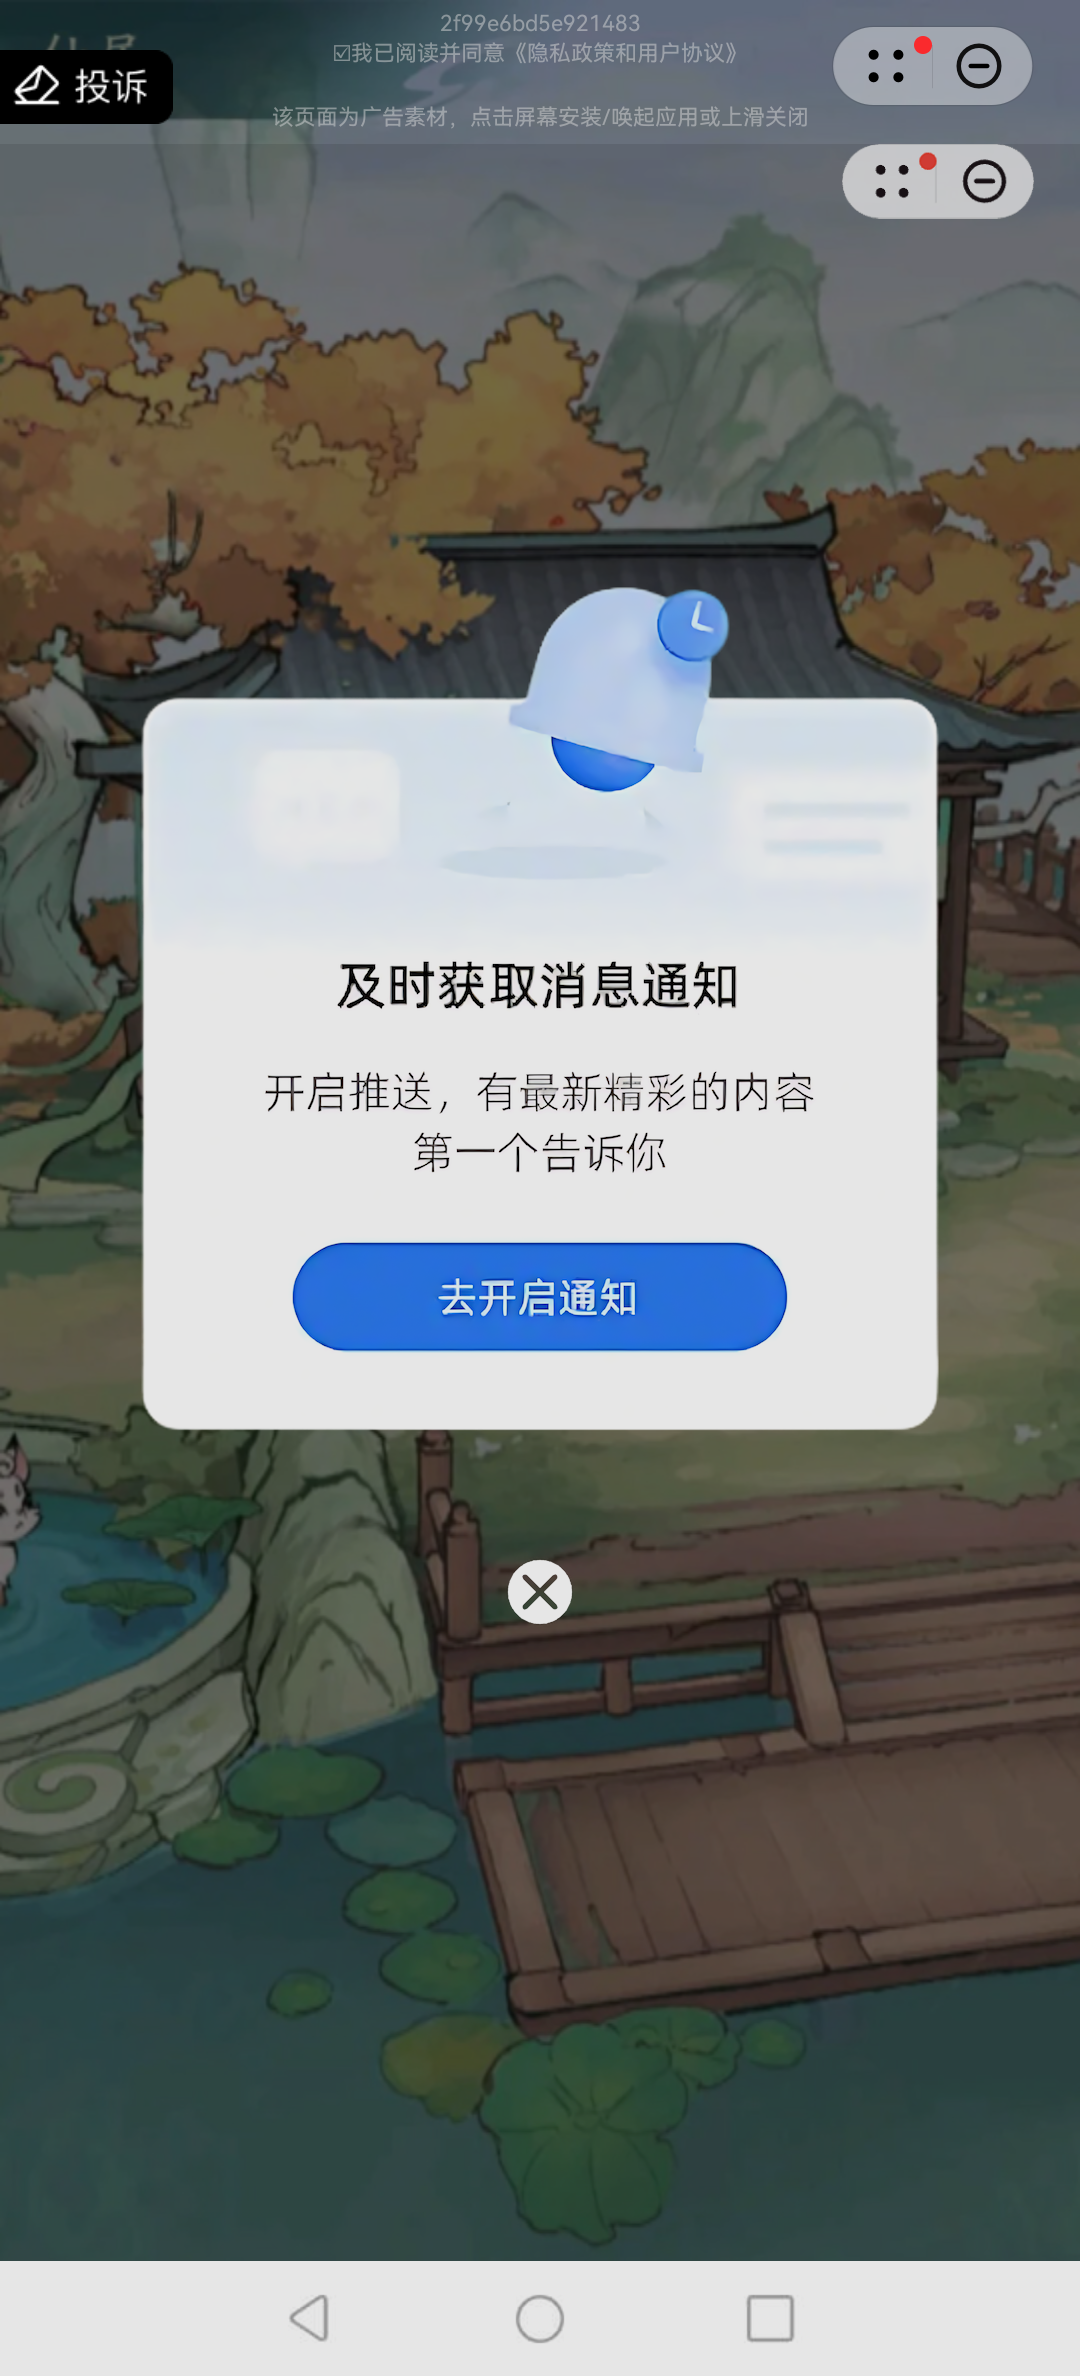 2f99e6bd5e921483
☑我已阅读并同意《隐私政策和用户协议》
投诉
该页面为广告素材，点击屏幕安装/唤起应用或上滑关闭
及时获取消息通知
开启推送，有最新精彩的内容
第一个告诉你
去开启通知